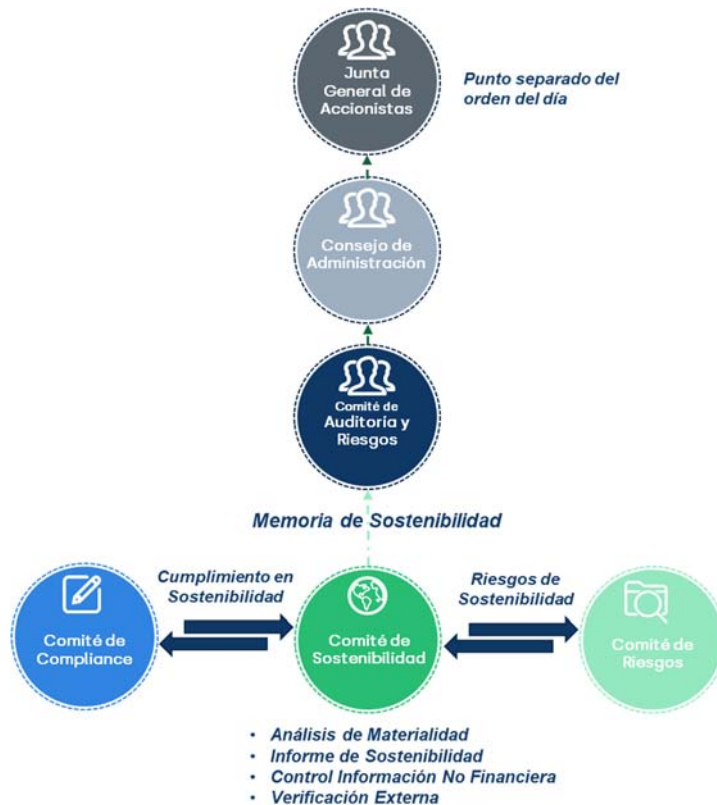 Junta
General de
Accionistas
Punto separado del
orden del día
Consejo de
Administración
Comité de
Auditoria y
Riesgos
Memoria de Sostenibilidad
Cumplimiento en
Sostenibilidad
Riesgos de
Sostenibilidad
Comité de
Compliance
Comité de
Sostenibilidad
Comité de
Riesgos
• Análisis de Materialidad
• Informe de Sostenibilidad
• Control Información No Financiera
• Verificación Externa